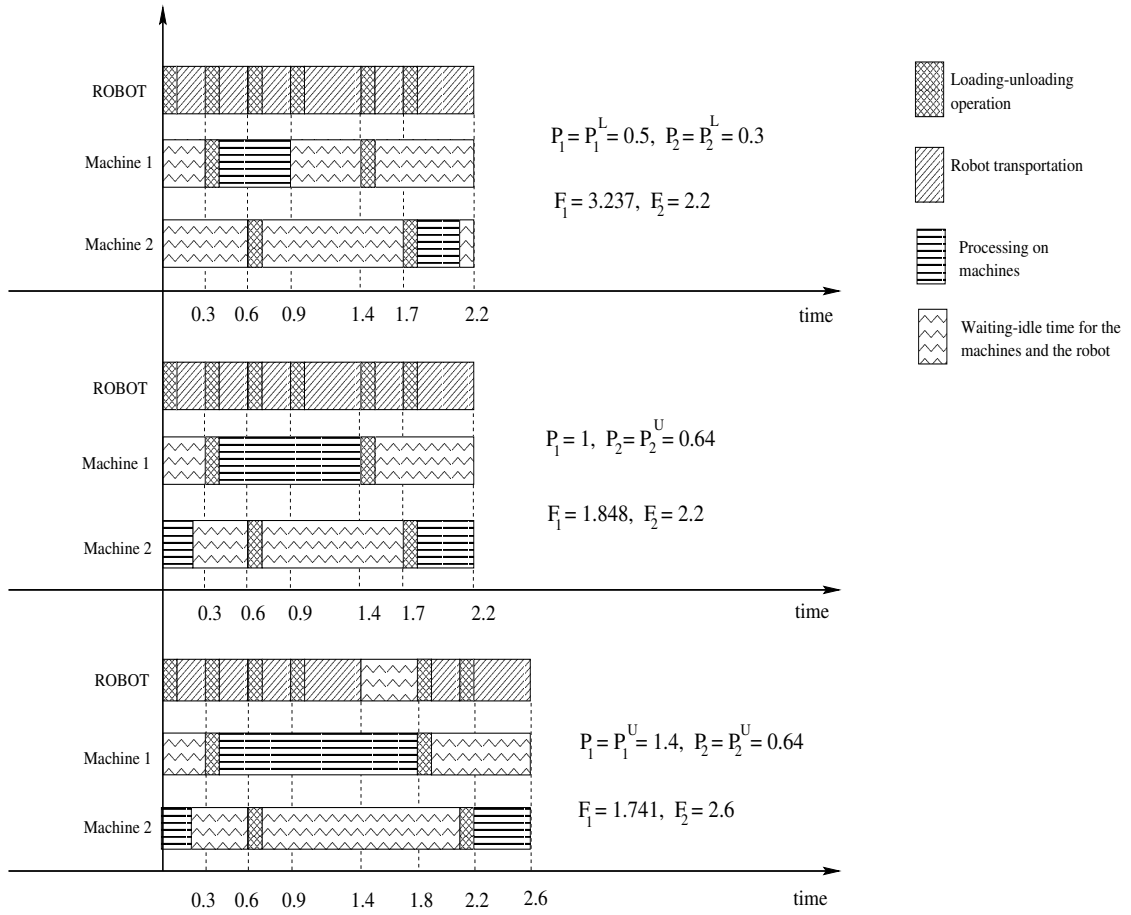 ROBOT
Machine 1
Machine 2
P₁ = P₁ᴸ = 0.5, P₂ = P₂ᴸ = 0.3
F₁ = 3.237, F₂ = 2.2
0.3 0.6 0.9 1.4 1.7 2.2 time
Loading-unloading
operation
Robot transportation
Processing on
machines
Waiting-idle time for the
machines and the robot
ROBOT
Machine 1
Machine 2
P₁ = 1, P₂ = P₂ᵁ = 0.64
F₁ = 1.848, F₂ = 2.2
0.3 0.6 0.9 1.4 1.7 2.2 time
ROBOT
Machine 1
Machine 2
P₁ = P₁ᵁ = 1.4, P₂ = P₂ᵁ = 0.64
F₁ = 1.741, F₂ = 2.6
0.3 0.6 0.9 1.4 1.8 2.2 2.6 time